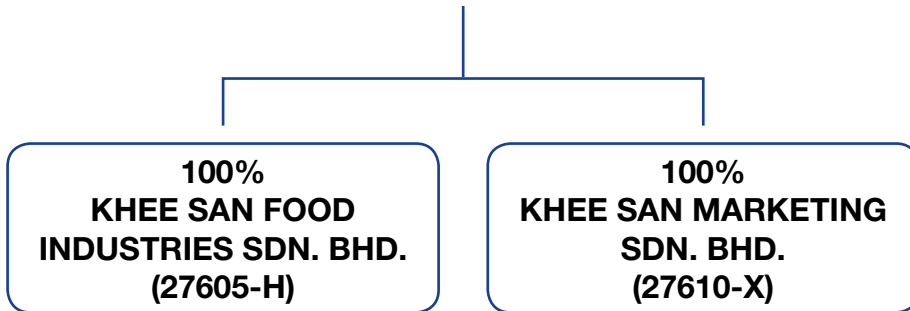 100%
KHEE SAN FOOD
INDUSTRIES SDN. BHD.
(27605-H)
100%
KHEE SAN MARKETING
SDN. BHD.
(27610-X)